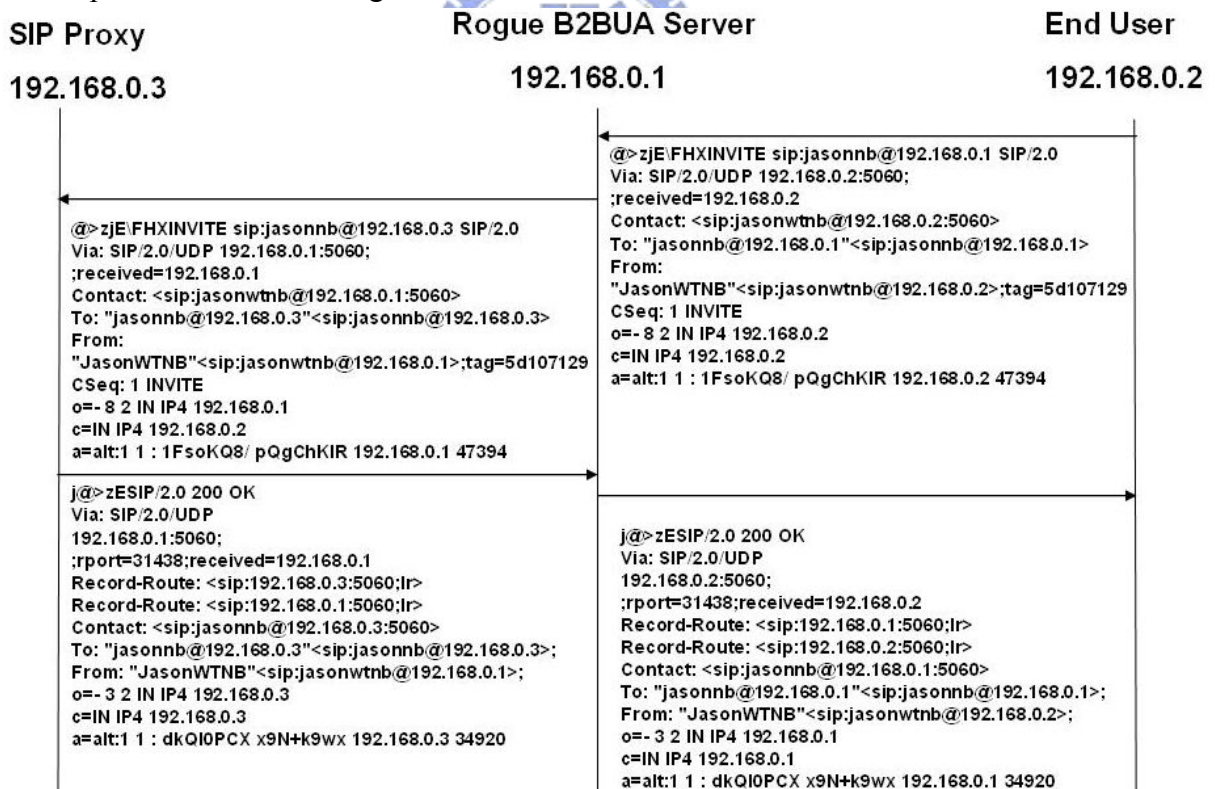 SIP Proxy
192.168.0.3
Rogue B2BUA Server
192.168.0.1
End User
192.168.0.2
@>zjE\FHXINVITE sip:jasonnb@192.168.0.1 SIP/2.0
Via: SIP/2.0/UDP 192.168.0.2:5060;
;received=192.168.0.2
Contact: <sip:jasonwtnb@192.168.0.2:5060>
To: "jasonnb@192.168.0.1"<sip:jasonnb@192.168.0.1>
From:
"JasonWTNB"<sip:jasonwtnb@192.168.0.2>;tag=5d107129
CSeq: 1 INVITE
o=- 8 2 IN IP4 192.168.0.2
c=IN IP4 192.168.0.2
a=alt:1 1 : 1FsoKQ8/ pQgChKIR 192.168.0.2 47394
@>zjE\FHXINVITE sip:jasonnb@192.168.0.3 SIP/2.0
Via: SIP/2.0/UDP 192.168.0.1:5060;
;received=192.168.0.1
Contact: <sip:jasonwtnb@192.168.0.1:5060>
To: "jasonnb@192.168.0.3"<sip:jasonnb@192.168.0.3>
From:
"JasonWTNB"<sip:jasonwtnb@192.168.0.1>;tag=5d107129
CSeq: 1 INVITE
o=- 8 2 IN IP4 192.168.0.1
c=IN IP4 192.168.0.2
a=alt:1 1 : 1FsoKQ8/ pQgChKIR 192.168.0.1 47394
j@>zESIP/2.0 200 OK
Via: SIP/2.0/UDP
192.168.0.1:5060;
;rport=31438;received=192.168.0.1
Record-Route: <sip:192.168.0.3:5060;lr>
Record-Route: <sip:192.168.0.1:5060;lr>
Contact: <sip:jasonnb@192.168.0.3:5060>
To: "jasonnb@192.168.0.3"<sip:jasonnb@192.168.0.3>;
From: "JasonWTNB"<sip:jasonwtnb@192.168.0.1>;
o=- 3 2 IN IP4 192.168.0.3
c=IN IP4 192.168.0.3
a=alt:1 1 : dkQI0PCX x9N+k9wx 192.168.0.3 34920
j@>zESIP/2.0 200 OK
Via: SIP/2.0/UDP
192.168.0.2:5060;
;rport=31438;received=192.168.0.2
Record-Route: <sip:192.168.0.1:5060;lr>
Record-Route: <sip:192.168.0.2:5060;lr>
Contact: <sip:jasonnb@192.168.0.1:5060>
To: "jasonnb@192.168.0.1"<sip:jasonnb@192.168.0.1>;
From: "JasonWTNB"<sip:jasonwtnb@192.168.0.2>;
o=- 3 2 IN IP4 192.168.0.1
c=IN IP4 192.168.0.1
a=alt:1 1 : dkQI0PCX x9N+k9wx 192.168.0.1 34920